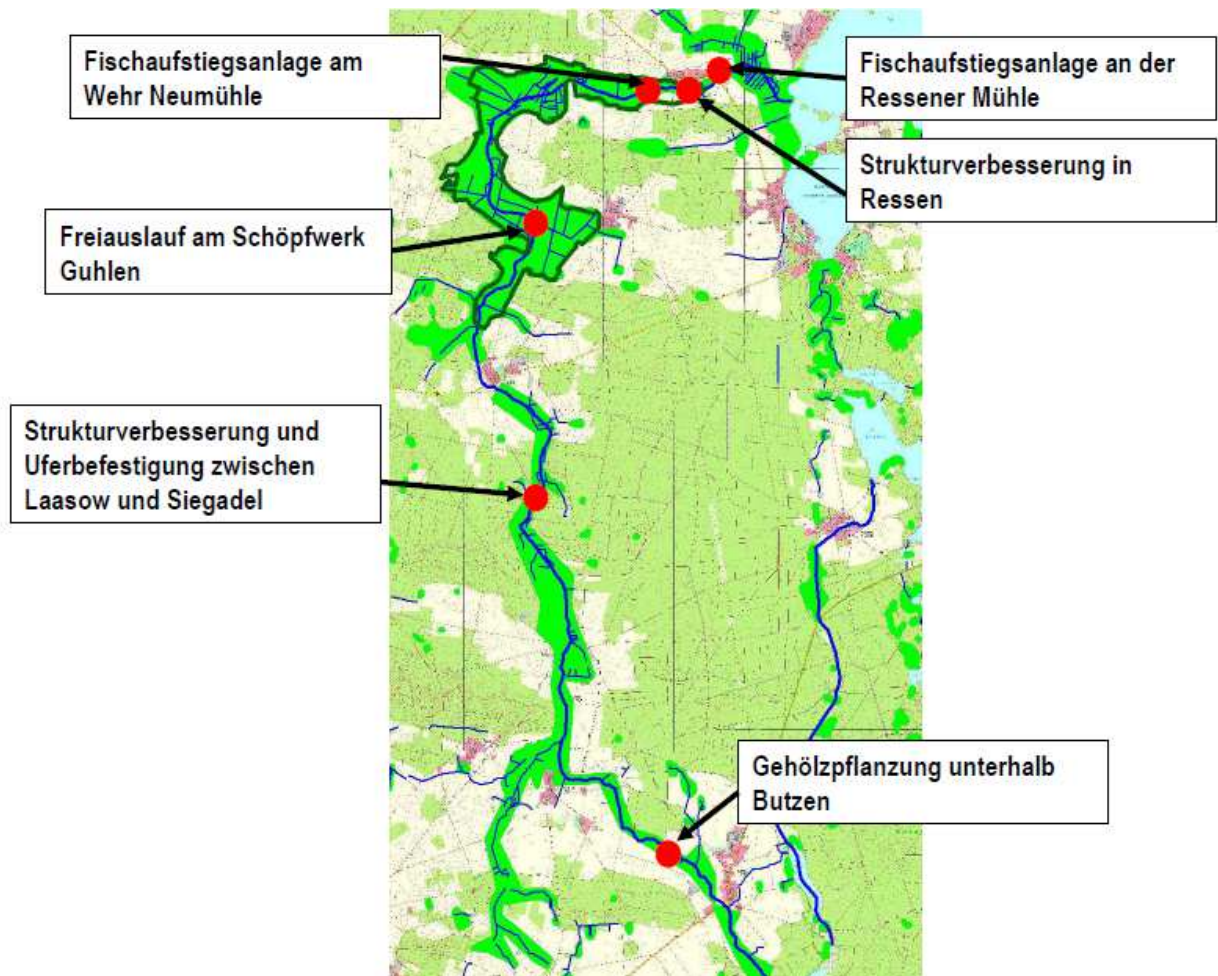 Fischaufstiegsanlage am
Wehr Neumühle
Fischaufstiegsanlage an der
Ressener Mühle
Strukturverbesserung in
Ressen
Freiauslauf am Schöpfwerk
Guhlen
Strukturverbesserung und
Uferbefestigung zwischen
Laasow und Siegadel
Gehölzpflanzung unterhalb
Butzen